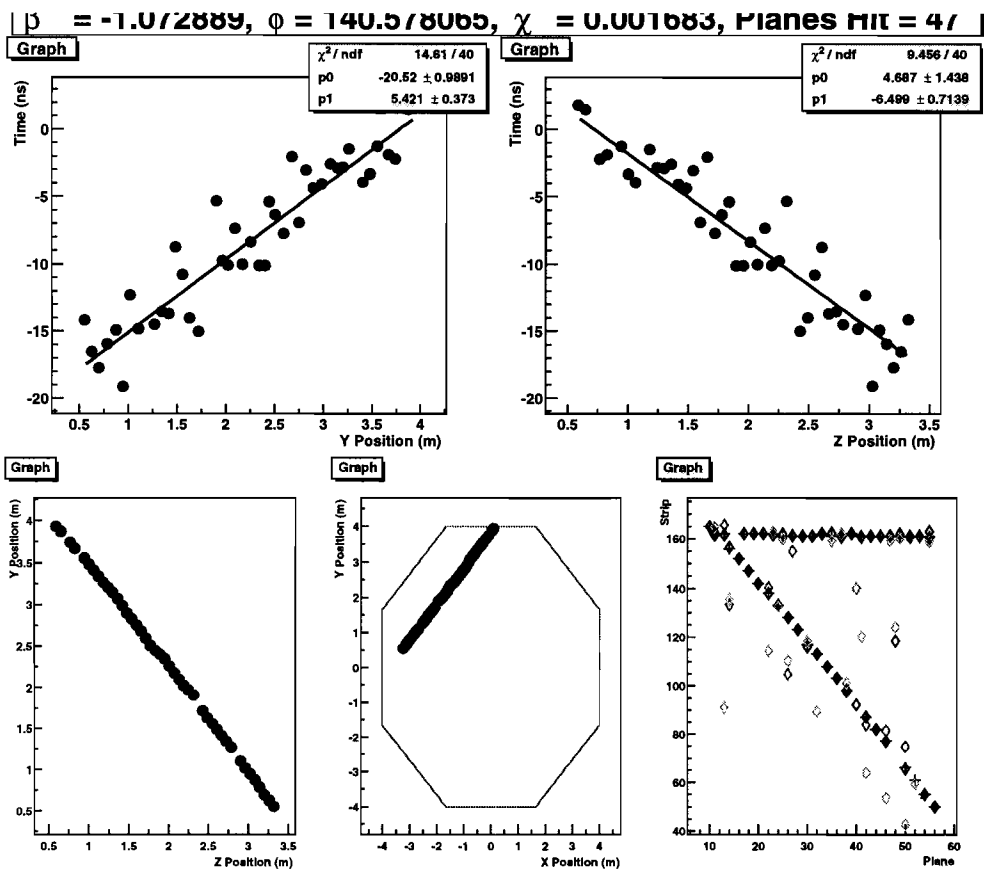 | β = -1.072889, φ = 140.578065, χ = 0.001683, Planes Hit = 47 |
Graph
χ² / ndf 14.61 / 40
p0 -20.52 ± 0.9891
p1 5.421 ± 0.373
Time (ns)
0
-5
-10
-15
-20
0.5 1 1.5 2 2.5 3 3.5 4
Y Position (m)
Graph
χ² / ndf 9.456 / 40
p0 4.687 ± 1.438
p1 -6.499 ± 0.7139
Time (ns)
0
-5
-10
-15
-20
0.5 1 1.5 2 2.5 3 3.5
Z Position (m)
Graph
Y Position (m)
4
3.5
3
2.5
2
1.5
1
0.5
0.5 1 1.5 2 2.5 3 3.5
Z Position (m)
Graph
Y Position (m)
4
3
2
1
0
-1
-2
-3
-4
-4 -3 -2 -1 0 1 2 3 4
X Position (m)
Graph
Strip
160
140
120
100
80
60
40
10 20 30 40 50 60
Plane